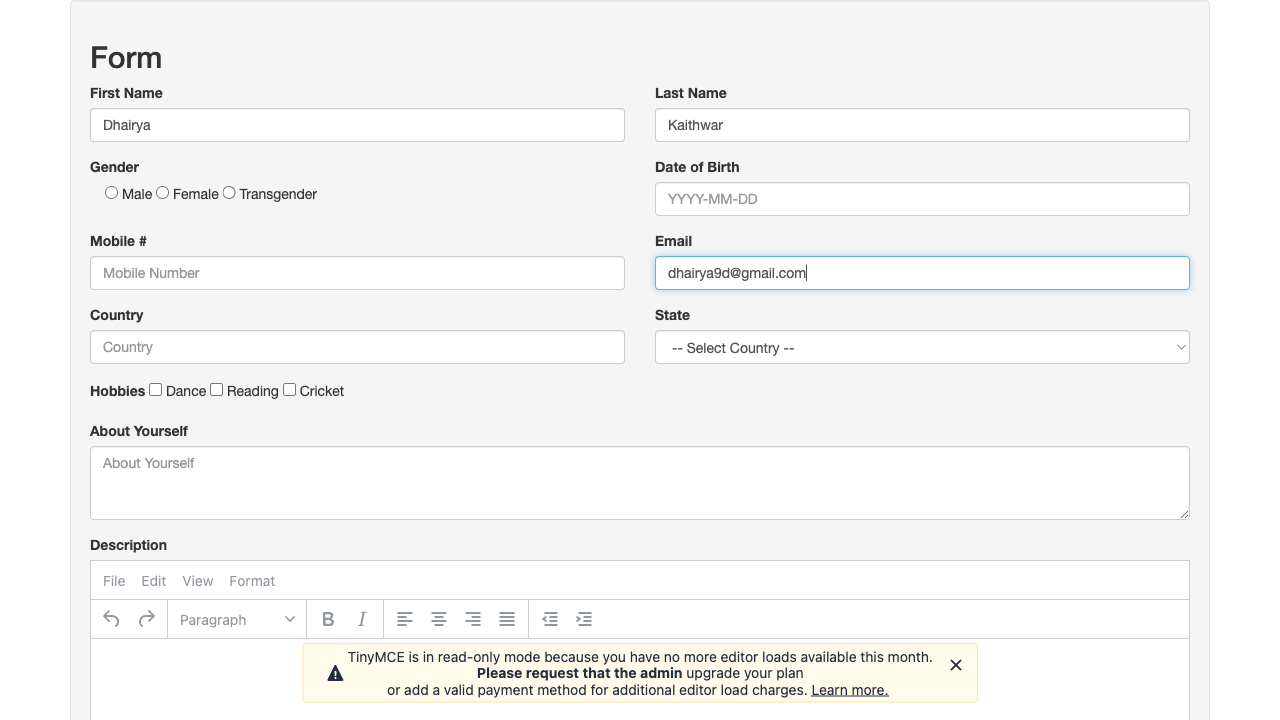 Form
First Name
Last Name
Dhairya
Kaithwar
Gender
Date of Birth
Male Female Transgender
YYYY-MM-DD
Mobile #
Email
Mobile Number
dhairya9d@gmail.com
Country
State
Country
-- Select Country --
Hobbies Dance Reading Cricket
About Yourself
About Yourself
Description
File Edit View Format
Paragraph B I
TinyMCE is in read-only mode because you have no more editor loads available this month.
Please request that the admin upgrade your plan
or add a valid payment method for additional editor load charges. Learn more.